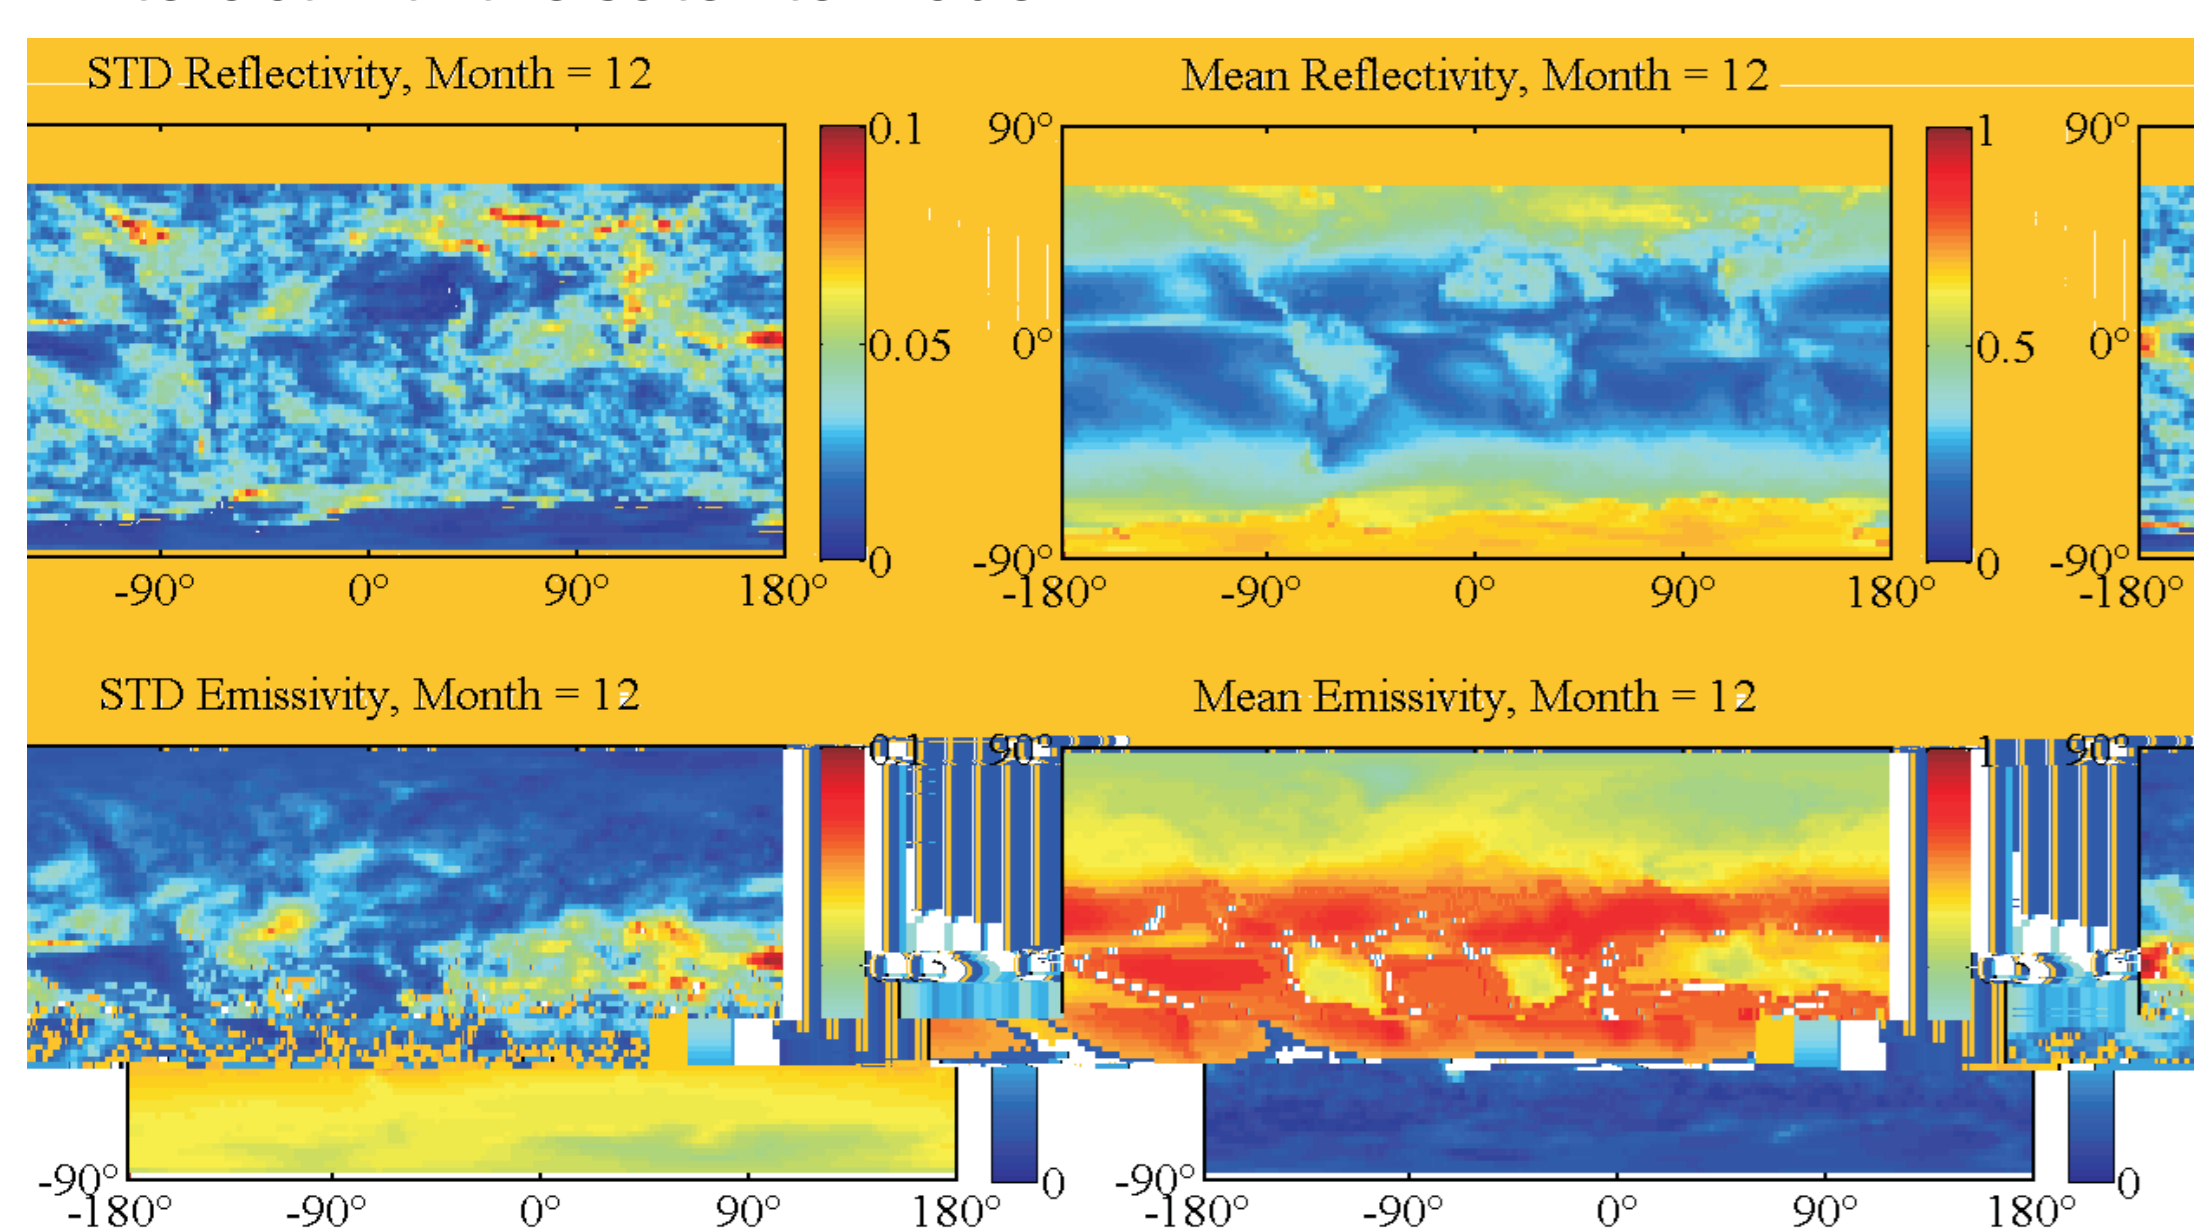 STD Reflectivity, Month = 12
Mean Reflectivity, Month = 12
0.1 90° 1 90°
0.05 0° 0.5 0°
0 -90° 0 -90°
-90° 0° 90° 180° -180° -90° 0° 90° 180° -180°
STD Emissivity, Month = 12
Mean Emissivity, Month = 12
0.1 90° 1 90°
-90° 0 -90° 0
-180° -90° 0° 90° 180° -180° -90° 0° 90° 180°